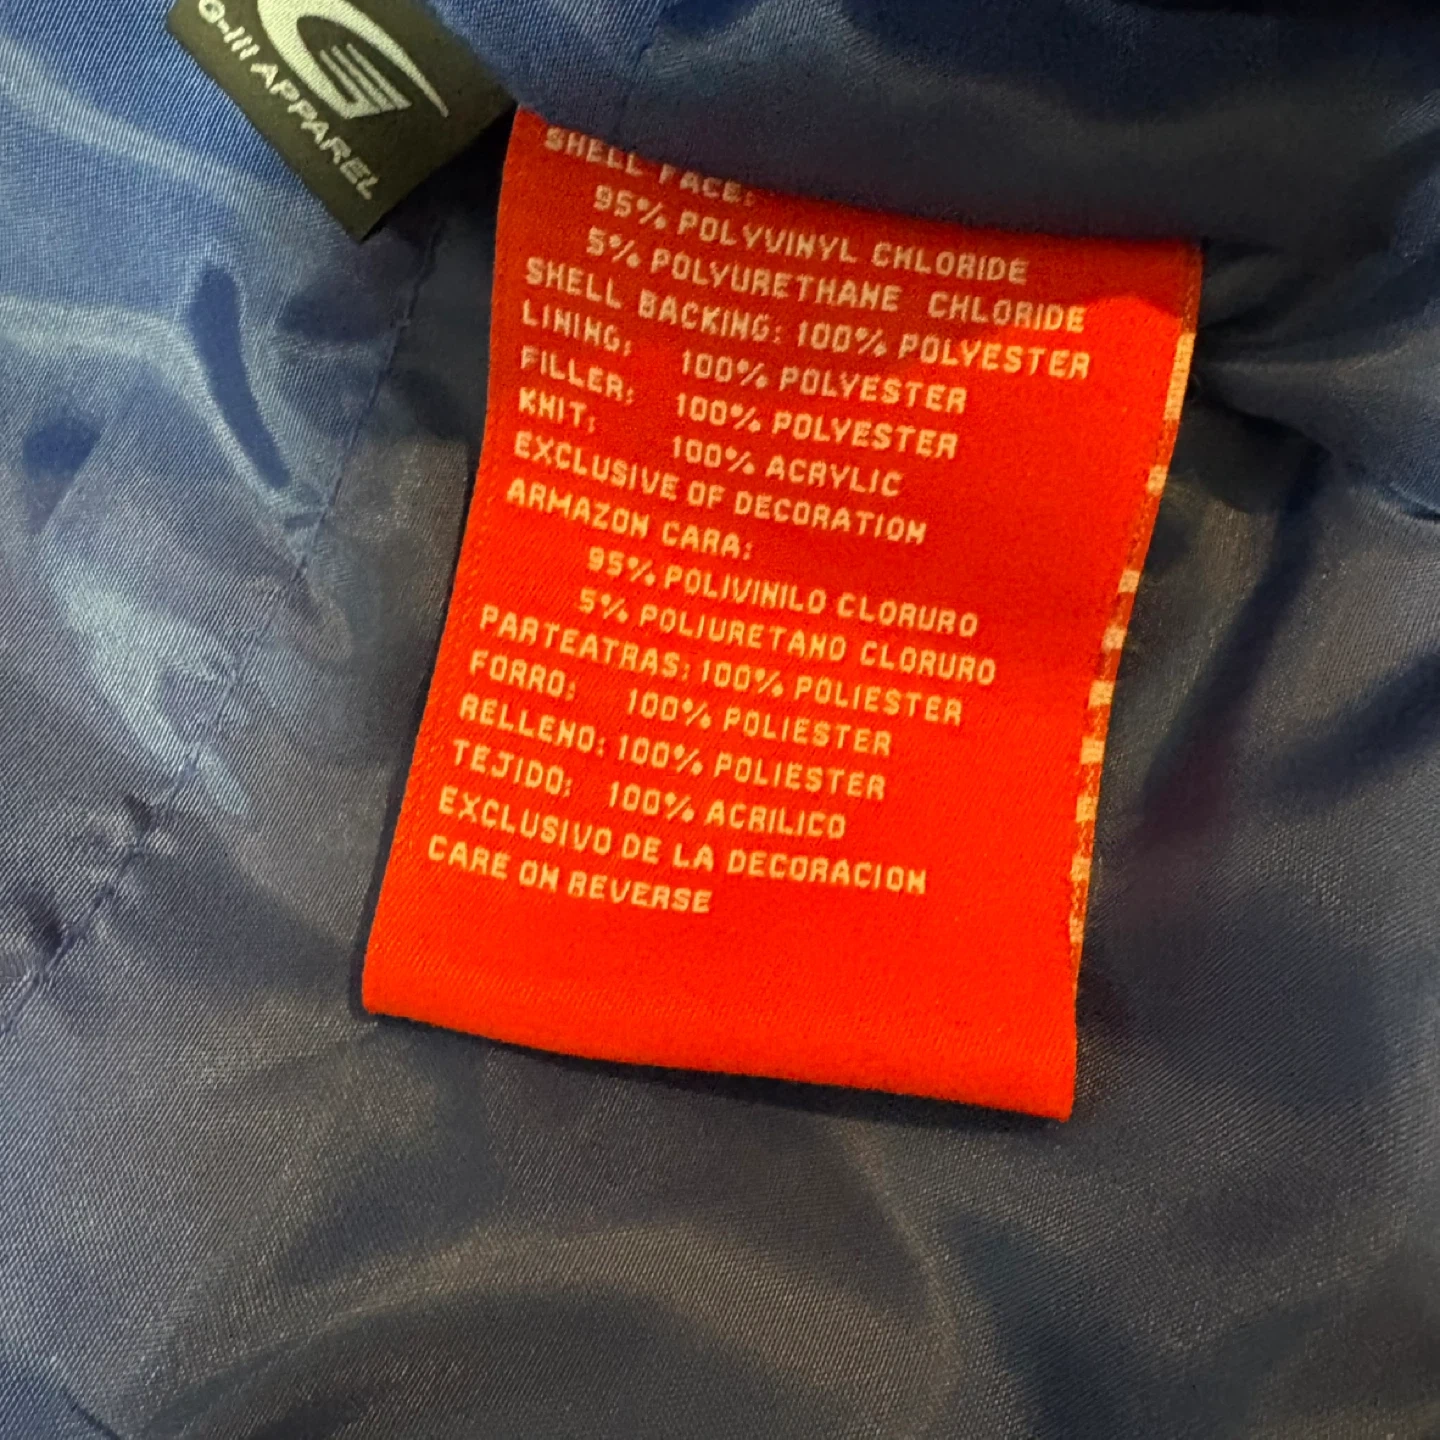 G-III APPAREL
SHELL FACE:
95% POLYVINYL CHLORIDE
5% POLYURETHANE CHLORIDE
SHELL BACKING: 100% POLYESTER
LINING: 100% POLYESTER
FILLER: 100% POLYESTER
KNIT: 100% ACRYLIC
EXCLUSIVE OF DECORATION
ARMAZON CARA:
95% POLIVINILO CLORURO
5% POLIURETANO CLORURO
PARTEATRAS: 100% POLIESTER
FORRO: 100% POLIESTER
RELLENO: 100% POLIESTER
TEJIDO: 100% ACRILICO
EXCLUSIVO DE LA DECORACION
CARE ON REVERSE